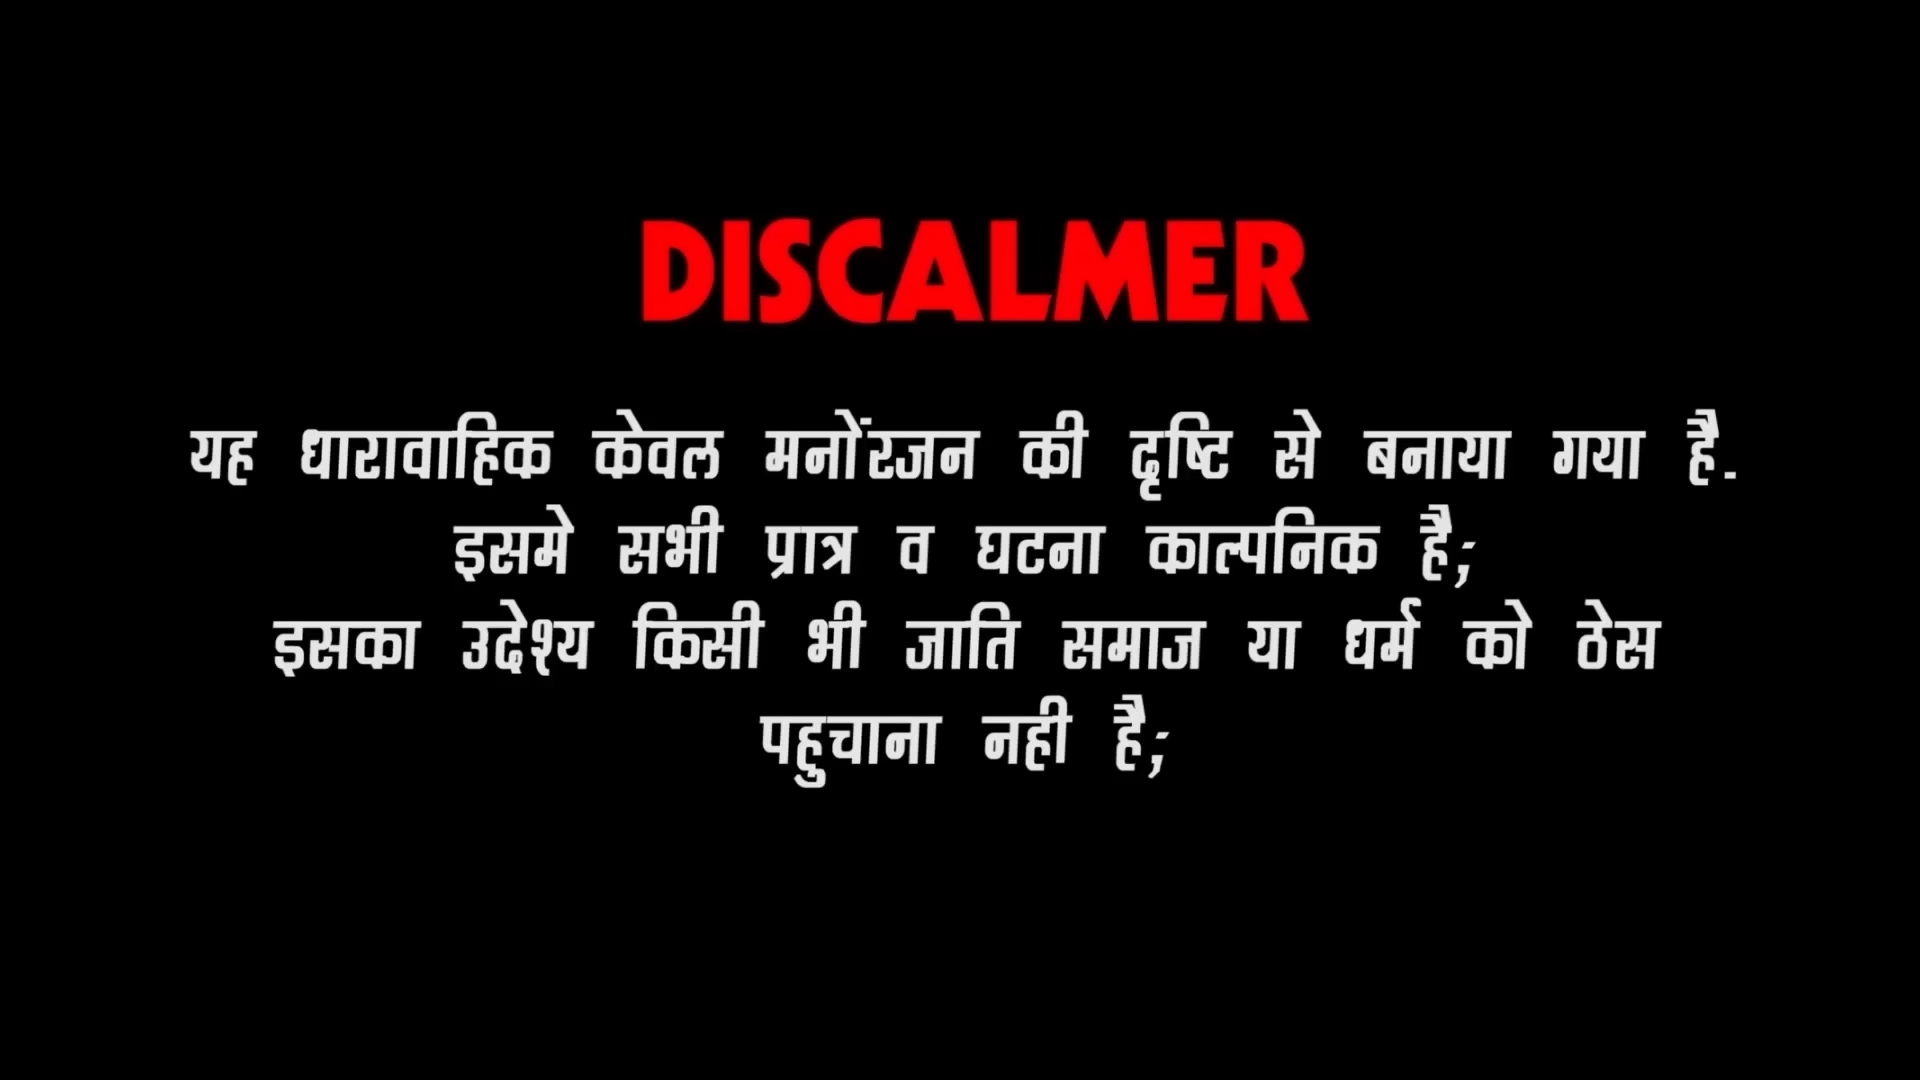 DISCALMER
यह धारावाहिक केवल मनोंरजन की दृष्टि से बनाया गया है.
इसमे सभी प्रात्र व घटना काल्पनिक है;
इसका उदेश्य किसी भी जाति समाज या धर्म को ठेस
पहुचाना नही है;